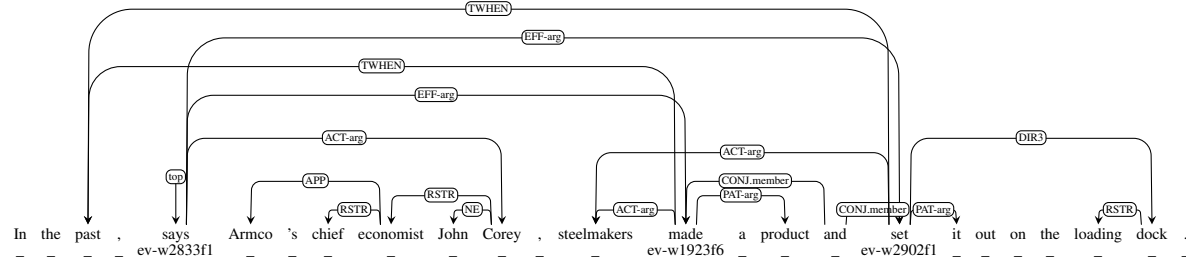 TWHEN
EFF-arg
TWHEN
EFF-arg
ACT-arg DIR3
ACT-arg
top APP CONJ.member
RSTR PAT-arg
RSTR NE ACT-arg CONJ.member PAT-arg RSTR
In the past , says Armco 's chief economist John Corey , steelmakers made a product and set it out on the loading dock .
_ _ _ _ ev-w2833f1 _ _ _ _ _ _ _ _ ev-w1923f6 _ _ _ ev-w2902f1 _ _ _ _ _ _ _